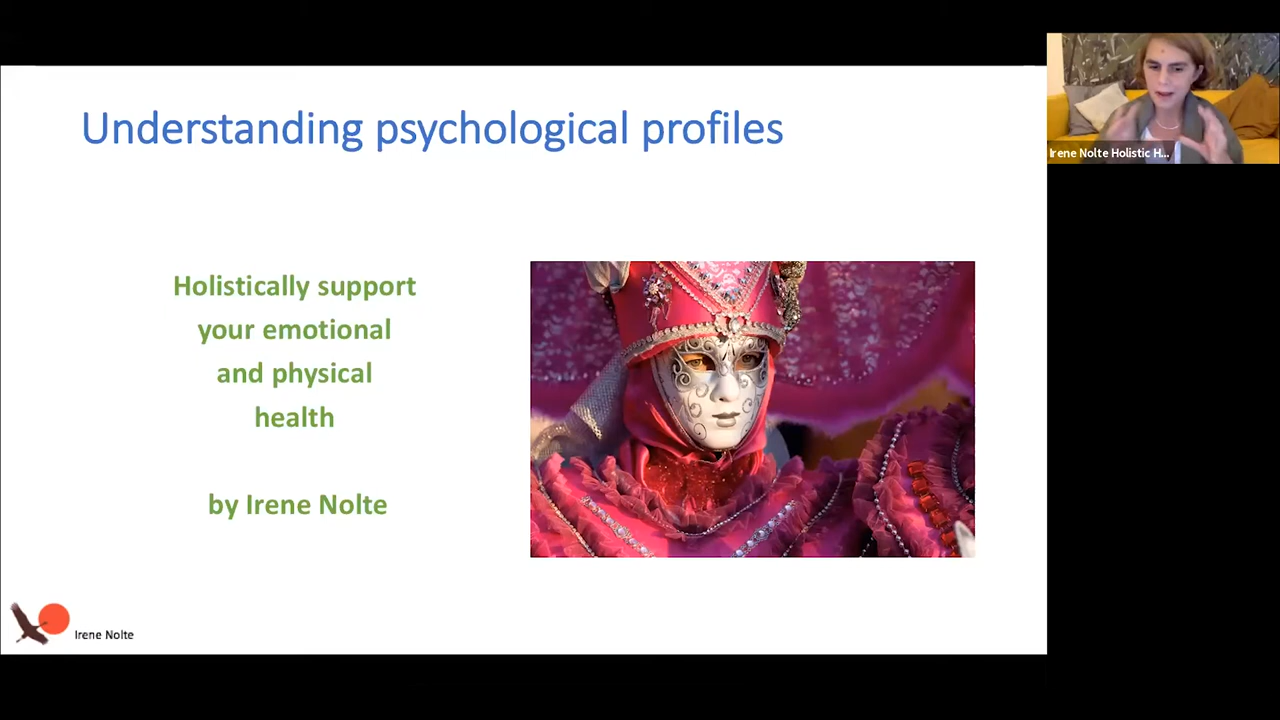 Understanding psychological profiles
Holistically support
your emotional
and physical
health
by Irene Nolte
Irene Nolte
Irene Nolte Holistic H...